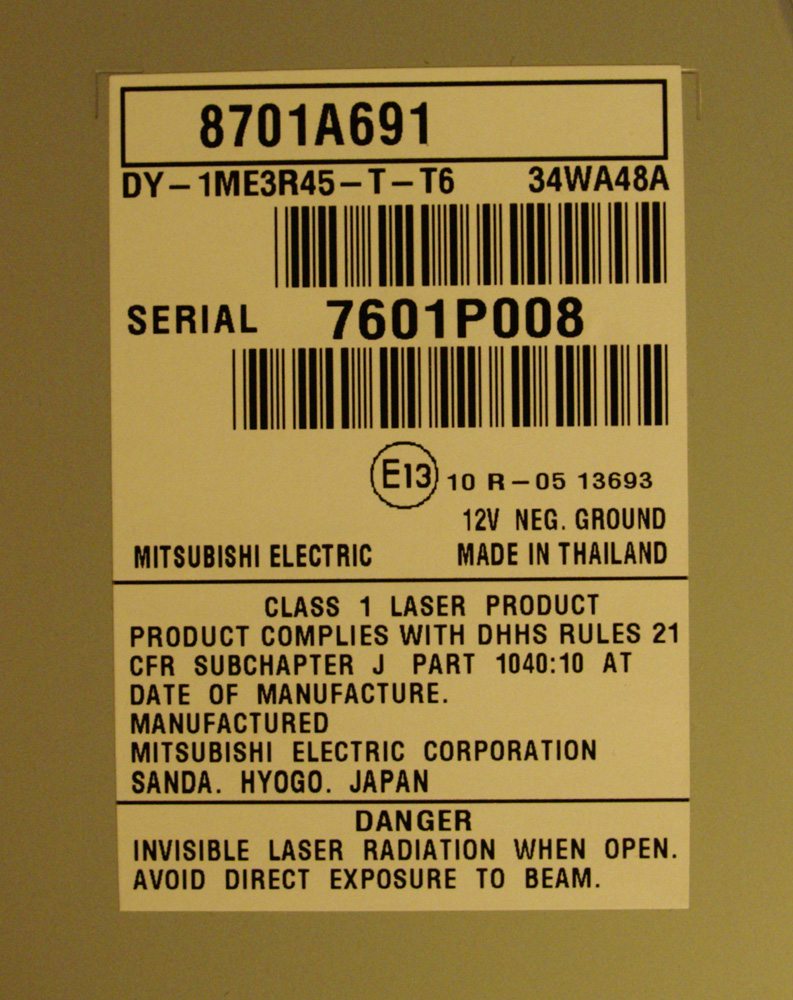 8701A691
DY-1ME3R45-T-T6 34WA48A
SERIAL 7601P008
E13 10 R-05 13693
12V NEG. GROUND
MITSUBISHI ELECTRIC MADE IN THAILAND
CLASS 1 LASER PRODUCT
PRODUCT COMPLIES WITH DHHS RULES 21
CFR SUBCHAPTER J PART 1040:10 AT
DATE OF MANUFACTURE.
MANUFACTURED
MITSUBISHI ELECTRIC CORPORATION
SANDA. HYOGO. JAPAN
DANGER
INVISIBLE LASER RADIATION WHEN OPEN.
AVOID DIRECT EXPOSURE TO BEAM.